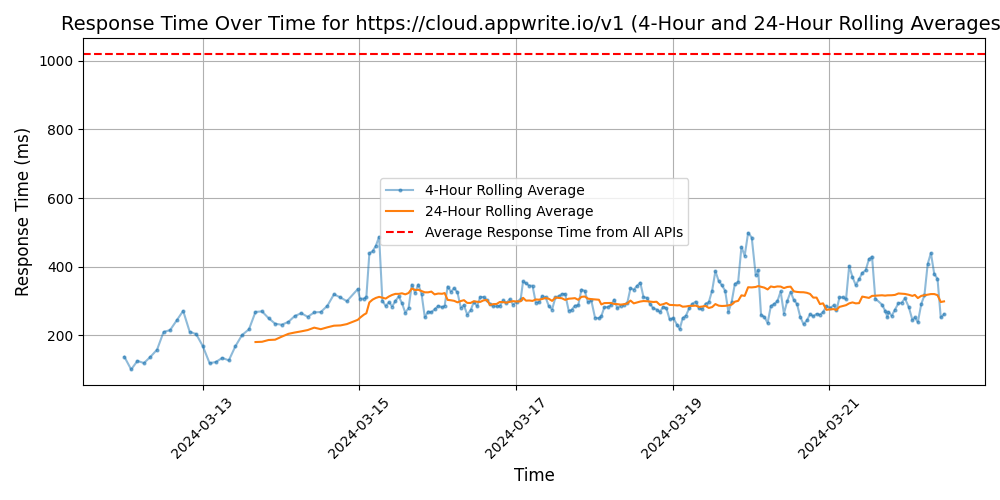 Response Time Over Time for https://cloud.appwrite.io/v1 (4-Hour and 24-Hour Rolling Averages
Response Time (ms)
1000
800
600
400
200
4-Hour Rolling Average
24-Hour Rolling Average
Average Response Time from All APIs
2024-03-13
2024-03-15
2024-03-17
2024-03-19
2024-03-21
Time